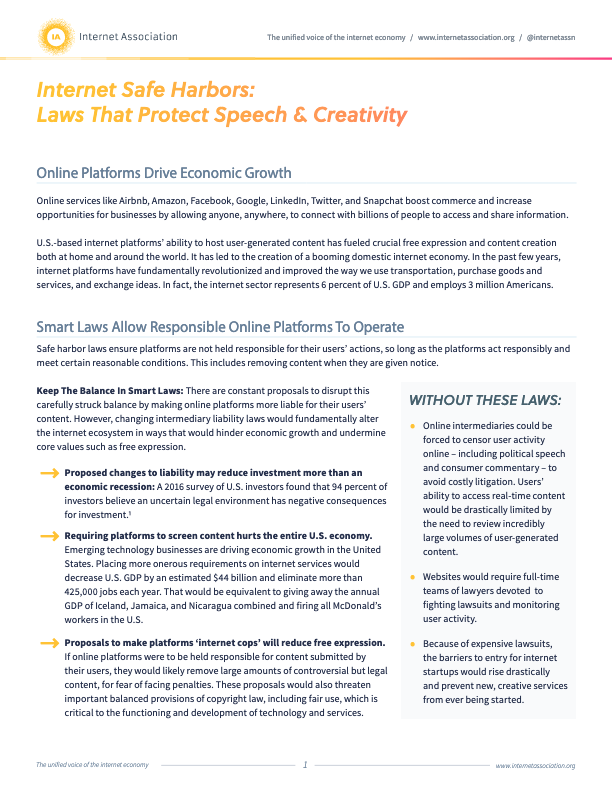 IA Internet Association
The unified voice of the internet economy / www.internetassociation.org / @internetassn
Internet Safe Harbors:
Laws That Protect Speech & Creativity
Online Platforms Drive Economic Growth
Online services like Airbnb, Amazon, Facebook, Google, LinkedIn, Twitter, and Snapchat boost commerce and increase
opportunities for businesses by allowing anyone, anywhere, to connect with billions of people to access and share information.
U.S.-based internet platforms’ ability to host user-generated content has fueled crucial free expression and content creation
both at home and around the world. It has led to the creation of a booming domestic internet economy. In the past few years,
internet platforms have fundamentally revolutionized and improved the way we use transportation, purchase goods and
services, and exchange ideas. In fact, the internet sector represents 6 percent of U.S. GDP and employs 3 million Americans.
Smart Laws Allow Responsible Online Platforms To Operate
Safe harbor laws ensure platforms are not held responsible for their users’ actions, so long as the platforms act responsibly and
meet certain reasonable conditions. This includes removing content when they are given notice.
Keep The Balance In Smart Laws: There are constant proposals to disrupt this
carefully struck balance by making online platforms more liable for their users’
content. However, changing intermediary liability laws would fundamentally alter
the internet ecosystem in ways that would hinder economic growth and undermine
core values such as free expression.
Proposed changes to liability may reduce investment more than an
economic recession: A 2016 survey of U.S. investors found that 94 percent of
investors believe an uncertain legal environment has negative consequences
for investment.¹
Requiring platforms to screen content hurts the entire U.S. economy.
Emerging technology businesses are driving economic growth in the United
States. Placing more onerous requirements on internet services would
decrease U.S. GDP by an estimated $44 billion and eliminate more than
425,000 jobs each year. That would be equivalent to giving away the annual
GDP of Iceland, Jamaica, and Nicaragua combined and firing all McDonald’s
workers in the U.S.
Proposals to make platforms ‘internet cops’ will reduce free expression.
If online platforms were to be held responsible for content submitted by
their users, they would likely remove large amounts of controversial but legal
content, for fear of facing penalties. These proposals would also threaten
important balanced provisions of copyright law, including fair use, which is
critical to the functioning and development of technology and services.
WITHOUT THESE LAWS:
• Online intermediaries could be
forced to censor user activity
online – including political speech
and consumer commentary – to
avoid costly litigation. Users’
ability to access real-time content
would be drastically limited by
the need to review incredibly
large volumes of user-generated
content.
• Websites would require full-time
teams of lawyers devoted to
fighting lawsuits and monitoring
user activity.
• Because of expensive lawsuits,
the barriers to entry for internet
startups would rise drastically
and prevent new, creative services
from ever being started.
The unified voice of the internet economy
1
www.internetassociation.org